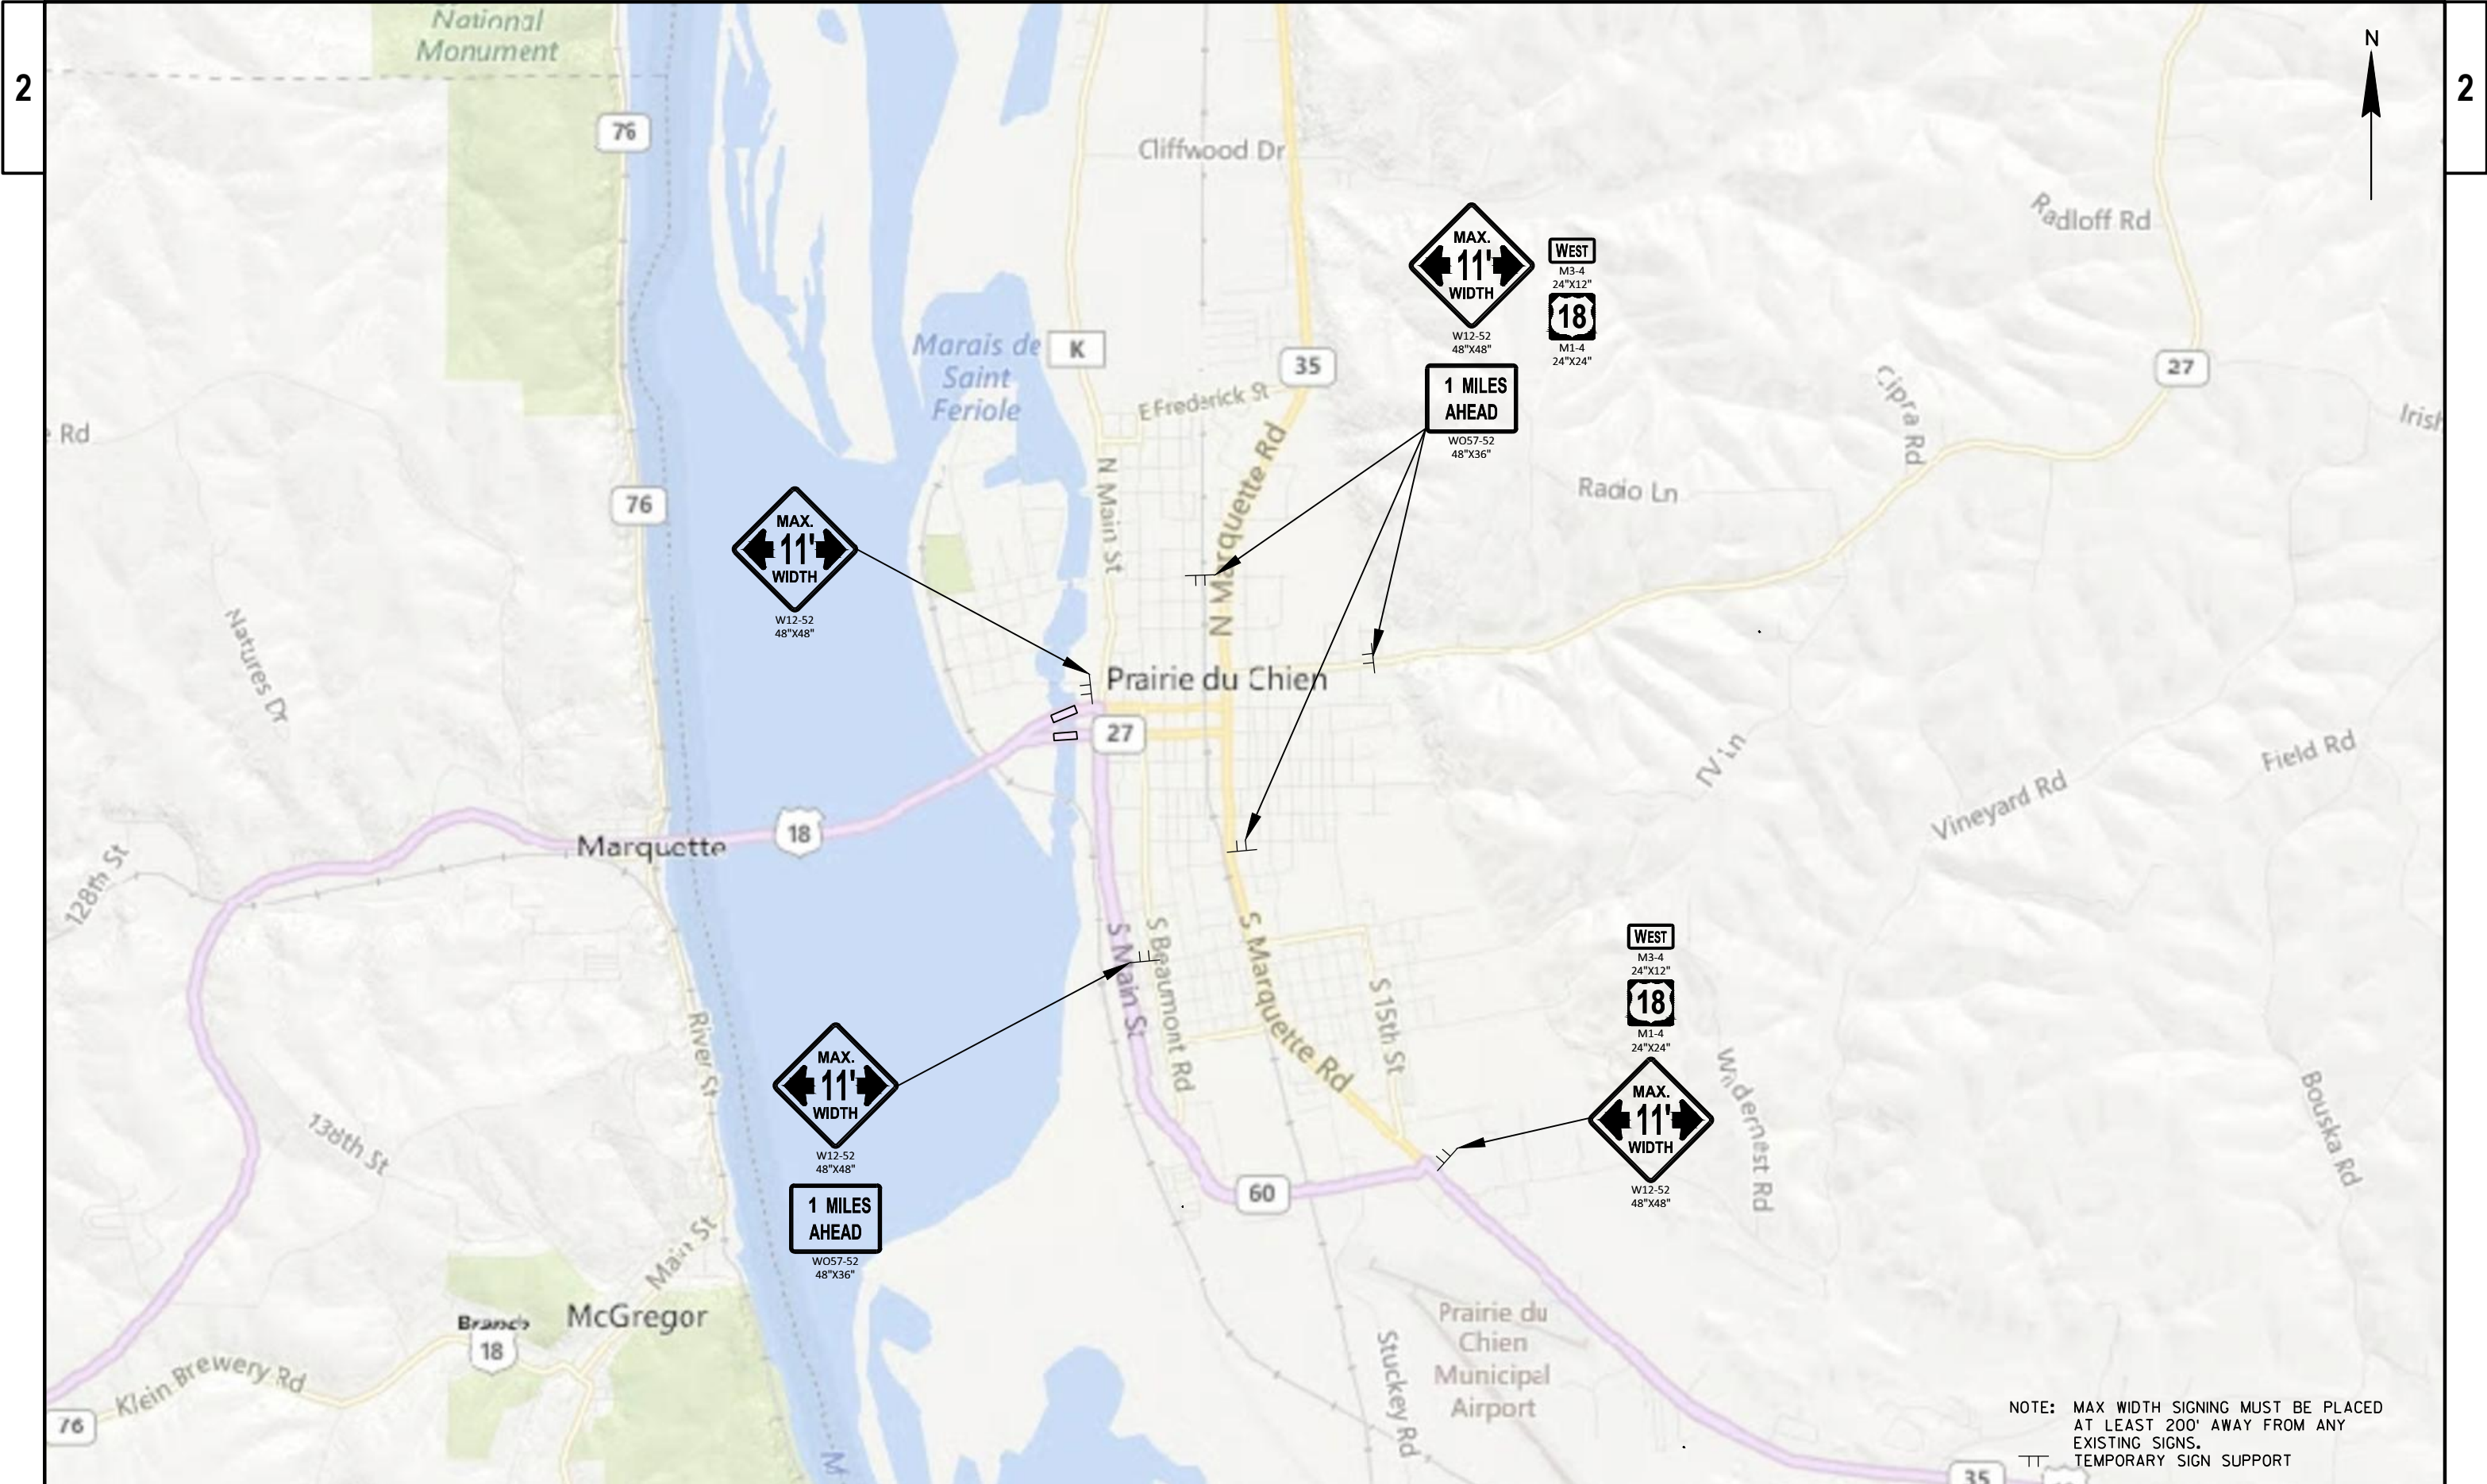 National
Monument
2
2
N
76
Cliffwood Dr
Radloff Rd
MAX.
11'
WIDTH
W12-52
48"X48"
WEST
M3-4
24"X12"
18
M1-4
24"X24"
1 MILES
AHEAD
WO57-52
48"X36"
Marais de
Saint
Feriole
K
35
27
Cipra Rd
E Frederick St
Rd
N Main St
N Marquette Rd
Radio Ln
76
MAX.
11'
WIDTH
W12-52
48"X48"
Natures Dr
Prairie du Chien
27
TV Ln
Field Rd
Vineyard Rd
18
Marquette
128th St
S Main St
S Beaumont Rd
S Marquette Rd
S 15th St
WEST
M3-4
24"X12"
18
M1-4
24"X24"
MAX.
11'
WIDTH
W12-52
48"X48"
Wildernest Rd
Bouska Rd
River St
MAX.
11'
WIDTH
W12-52
48"X48"
1 MILES
AHEAD
WO57-52
48"X36"
138th St
60
Main St
McGregor
Branch
18
Klein Brewery Rd
76
Prairie du
Chien
Municipal
Airport
Stuckey Rd
M
35
NOTE: MAX WIDTH SIGNING MUST BE PLACED
AT LEAST 200' AWAY FROM ANY
EXISTING SIGNS.
TEMPORARY SIGN SUPPORT